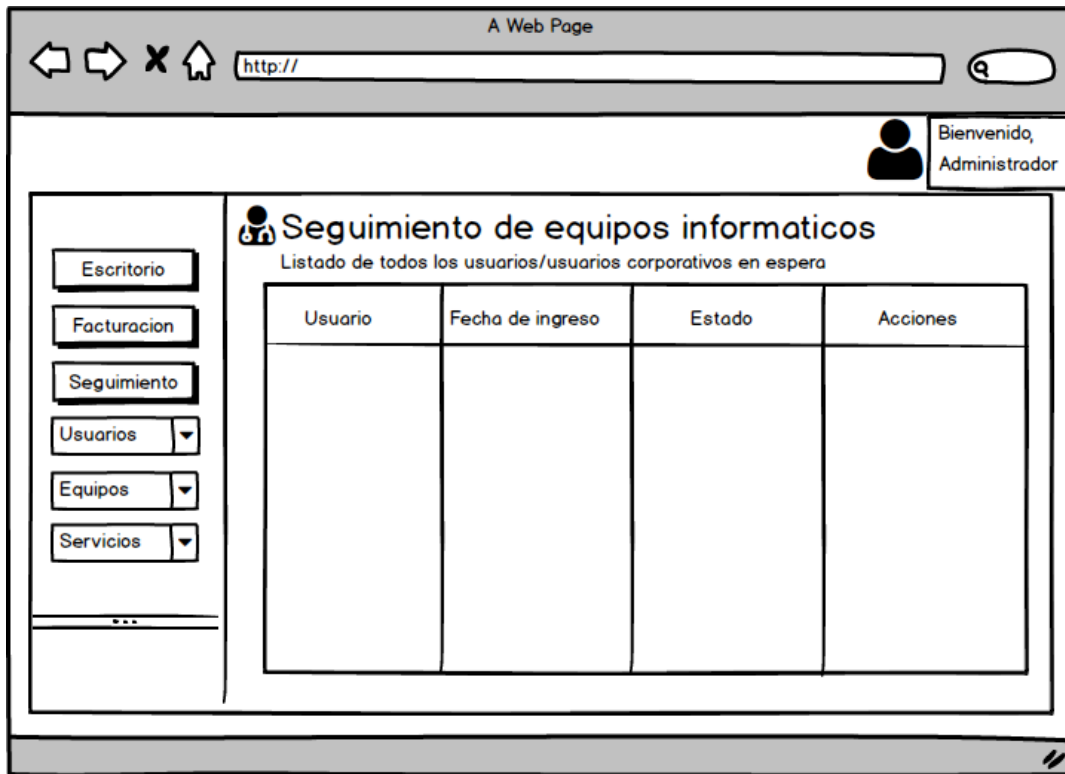 A Web Page
http://
Bienvenido,
Administrador
Seguimiento de equipos informaticos
Listado de todos los usuarios/usuarios corporativos en espera
Escritorio
Facturacion
Seguimiento
Usuarios
Equipos
Servicios
Usuario
Fecha de ingreso
Estado
Acciones